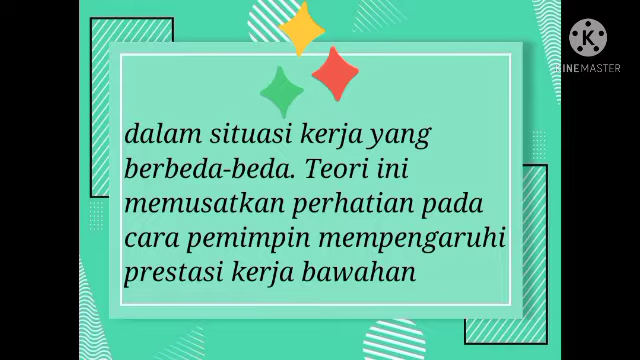 KINEMASTER
dalam situasi kerja yang
berbeda-beda. Teori ini
memusatkan perhatian pada
cara pemimpin mempengaruhi
prestasi kerja bawahan